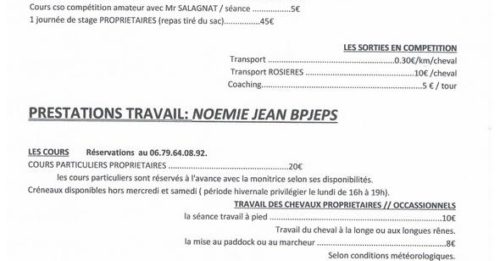 Cours cso compétition amateur avec Mr SALAGNAT / séance .............5€
1 journée de stage PROPRIETAIRES (repas tiré du sac)...........45€
LES SORTIES EN COMPETITION
Transport ..........................................0.30€/km/cheval
Transport ROSIERES ...................................10€ /cheval
Coaching....................................................5 € / tour
PRESTATIONS TRAVAIL: NOEMIE JEAN BPJEPS
LES COURS Réservations au 06.79.64.08.92.
COURS PARTICULIERS PROPRIETAIRES ........................................20€
les cours particuliers sont réservés à l'avance avec la monitrice selon ses disponibilités.
Créneaux disponibles hors mercredi et samedi ( période hivernale privilégier le lundi de 16h à 19h).
TRAVAIL DES CHEVAUX PROPRIETAIRES // OCCASSIONNELS
la séance travail à pied ..................................................10€
Travail du cheval à la longe ou aux longues rênes.
la mise au paddock ou au marcheur .......................................8€
Selon conditions météorologiques.